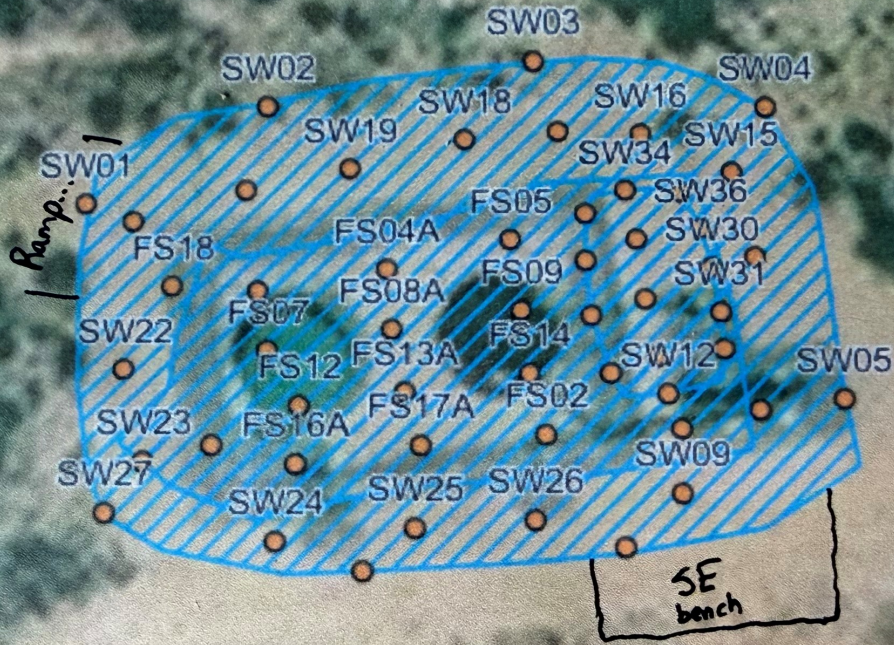 SW03
SW02
SW04
SW18
SW16
SW19
SW15
SW34
SW01
SW36
Ramp...
FS05
FS04A
SW30
FS18
FS09
SW31
FS08A
FS07
SW22
FS14
FS13A
SW12
SW05
FS12
FS02
FS17A
SW23
FS16A
SW09
SW27
SW25
SW26
SW24
SE
bench